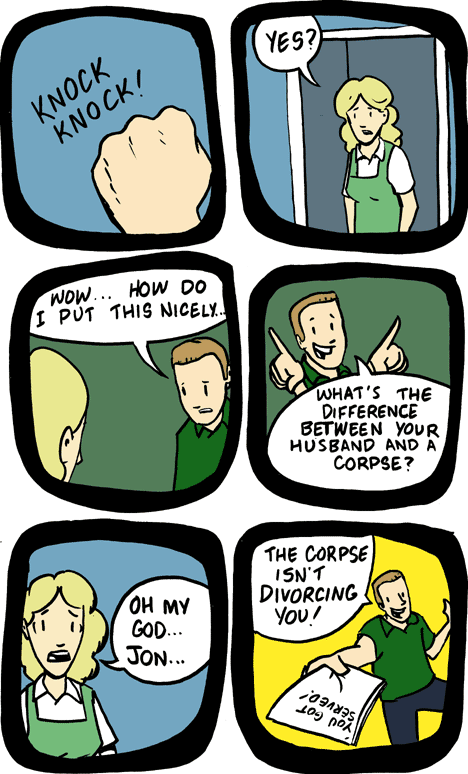 KNOCK
KNOCK!
YES?
WOW... HOW DO
I PUT THIS NICELY...
WHAT'S THE
DIFFERENCE
BETWEEN YOUR
HUSBAND AND A
CORPSE?
OH MY
GOD...
JON...
THE CORPSE
ISN'T
DIVORCING
YOU!
YOU GOT
SERVED!